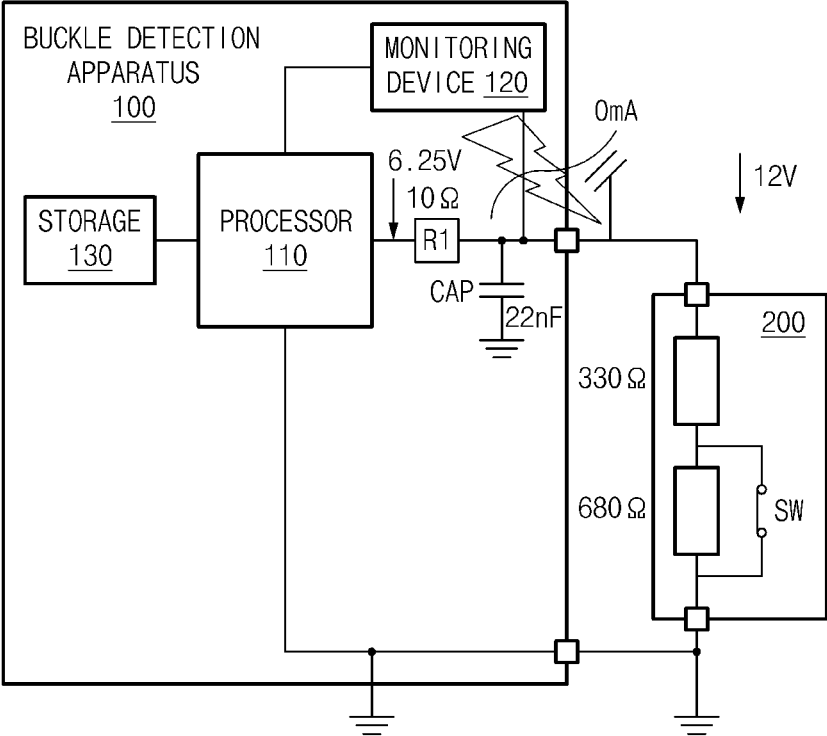 BUCKLE DETECTION
APPARATUS
100
MONITORING
DEVICE 120
0mA
12V
6.25V
10Ω
STORAGE
130
PROCESSOR
110
R1
CAP
22nF
200
330Ω
680Ω
SW